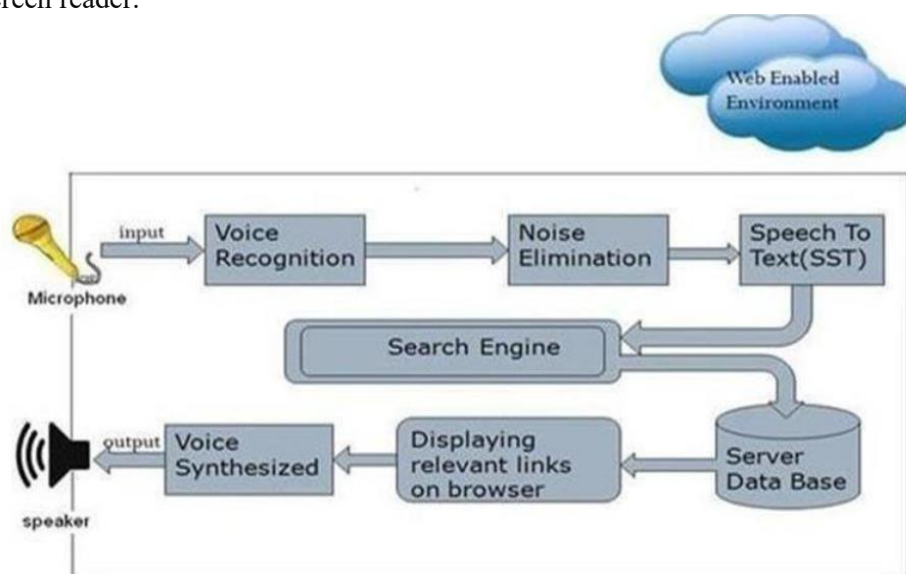 screen reader.
Web Enabled
Environment
input
Voice
Recognition
Noise
Elimination
Speech To
Text(SST)
Microphone
Search Engine
output
Voice
Synthesized
Displaying
relevant links
on browser
Server
Data Base
speaker